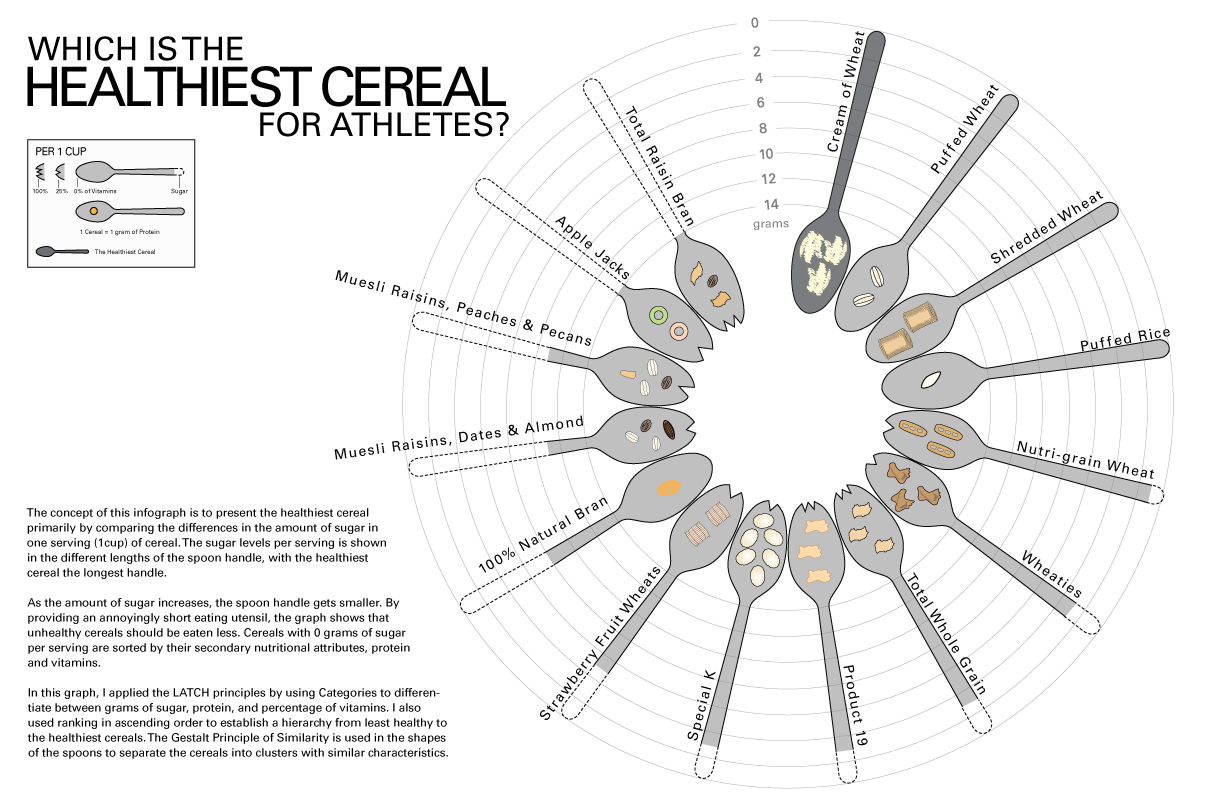 WHICH IS THE
HEALTHIEST CEREAL
FOR ATHLETES?
PER 1 CUP
100% 25% 0% of Vitamins Sugar
1 Cereal = 1 gram of Protein
The Healthiest Cereal
0
2
4
6
8
10
12
14
grams
Cream of Wheat
Puffed Wheat
Shredded Wheat
Puffed Rice
Nutri-grain Wheat
Wheaties
Total Whole Grain
Product 19
Special K
Strawberry Fruit Wheats
100% Natural Bran
Muesli Raisins, Dates & Almond
Muesli Raisins, Peaches & Pecans
Apple Jacks
Total Raisin Bran
The concept of this infograph is to present the healthiest cereal
primarily by comparing the differences in the amount of sugar in
one serving (1cup) of cereal. The sugar levels per serving is shown
in the different lengths of the spoon handle, with the healthiest
cereal the longest handle.
As the amount of sugar increases, the spoon handle gets smaller. By
providing an annoyingly short eating utensil, the graph shows that
unhealthy cereals should be eaten less. Cereals with 0 grams of sugar
per serving are sorted by their secondary nutritional attributes, protein
and vitamins.
In this graph, I applied the LATCH principles by using Categories to differen-
tiate between grams of sugar, protein, and percentage of vitamins. I also
used ranking in ascending order to establish a hierarchy from least healthy to
the healthiest cereals. The Gestalt Principle of Similarity is used in the shapes
of the spoons to separate the cereals into clusters with similar characteristics.